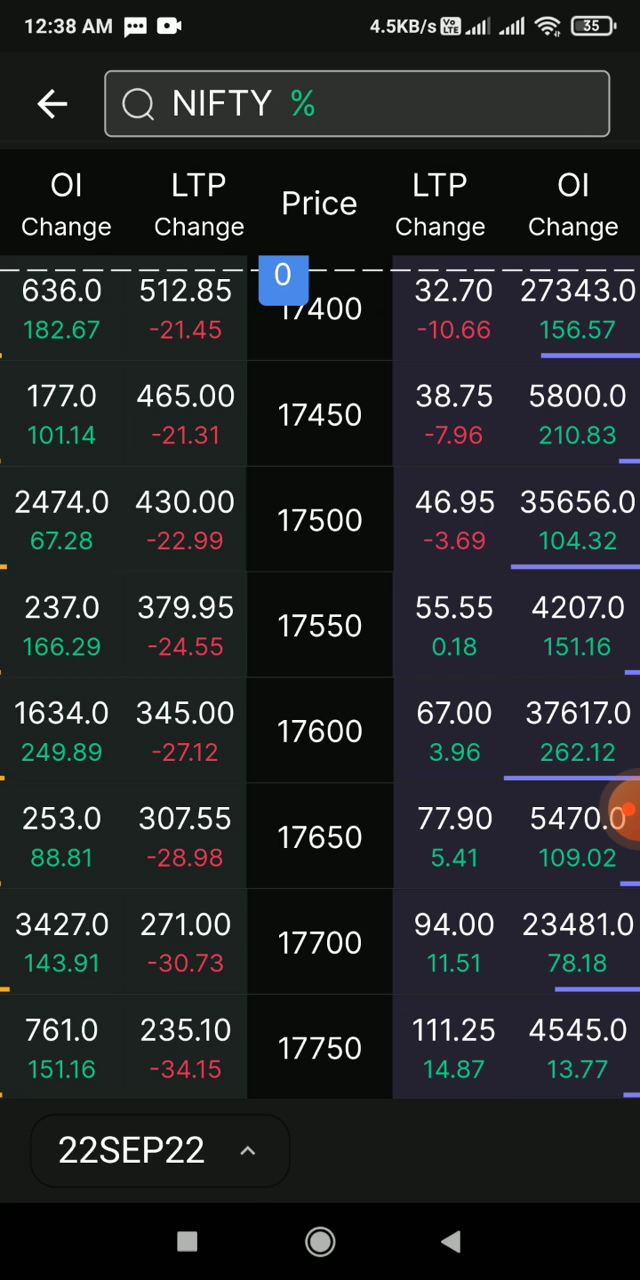 12:38 AM 4.5KB/s Vo LTE 35
NIFTY %
OI LTP Price LTP OI
Change Change Change Change
0
636.0 512.85 17400 32.70 27343.0
182.67 -21.45 -10.66 156.57
177.0 465.00 17450 38.75 5800.0
101.14 -21.31 -7.96 210.83
2474.0 430.00 17500 46.95 35656.0
67.28 -22.99 -3.69 104.32
237.0 379.95 17550 55.55 4207.0
166.29 -24.55 0.18 151.16
1634.0 345.00 17600 67.00 37617.0
249.89 -27.12 3.96 262.12
253.0 307.55 17650 77.90 5470.0
88.81 -28.98 5.41 109.02
3427.0 271.00 17700 94.00 23481.0
143.91 -30.73 11.51 78.18
761.0 235.10 17750 111.25 4545.0
151.16 -34.15 14.87 13.77
22SEP22